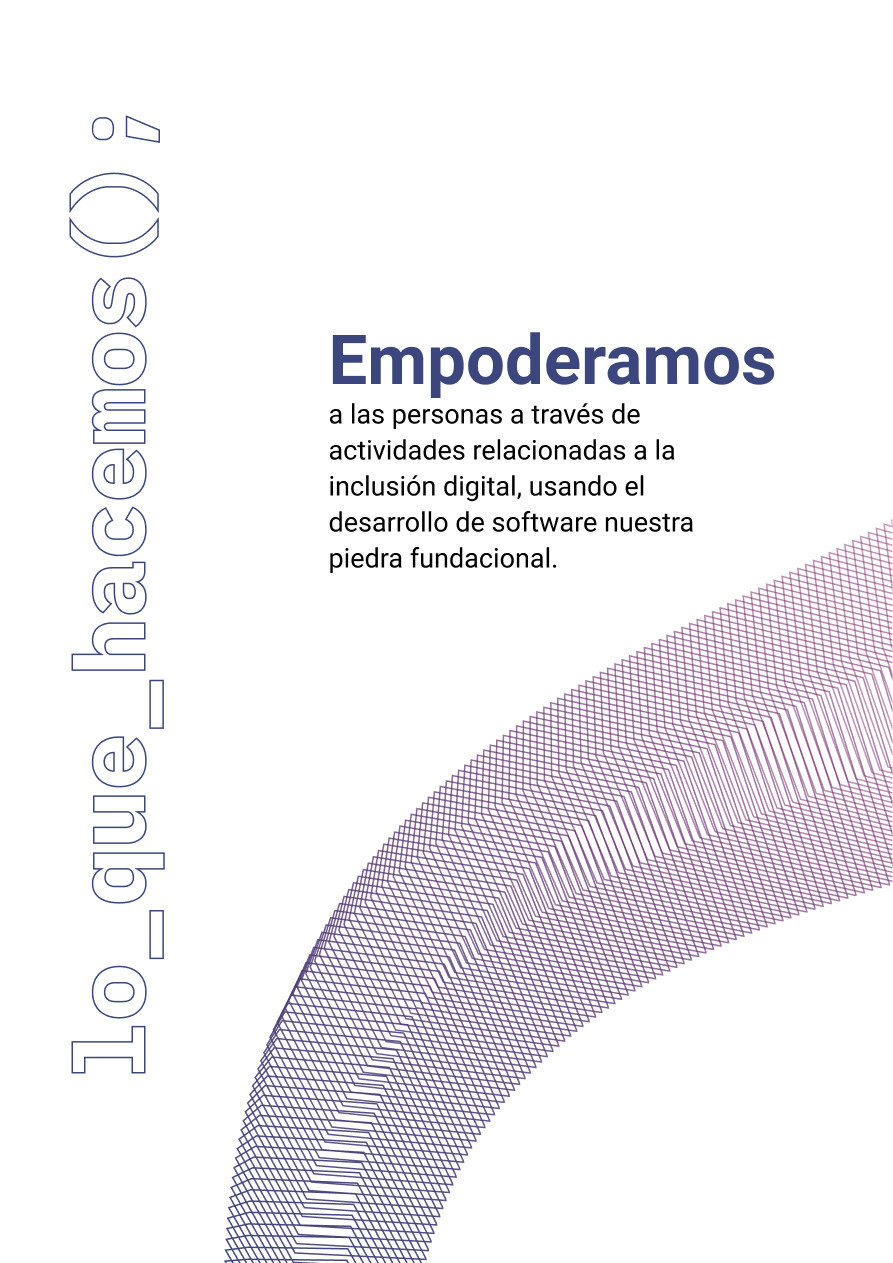 lo_que_hacemos();
Empoderamos
a las personas a través de
actividades relacionadas a la
inclusión digital, usando el
desarrollo de software nuestra
piedra fundacional.